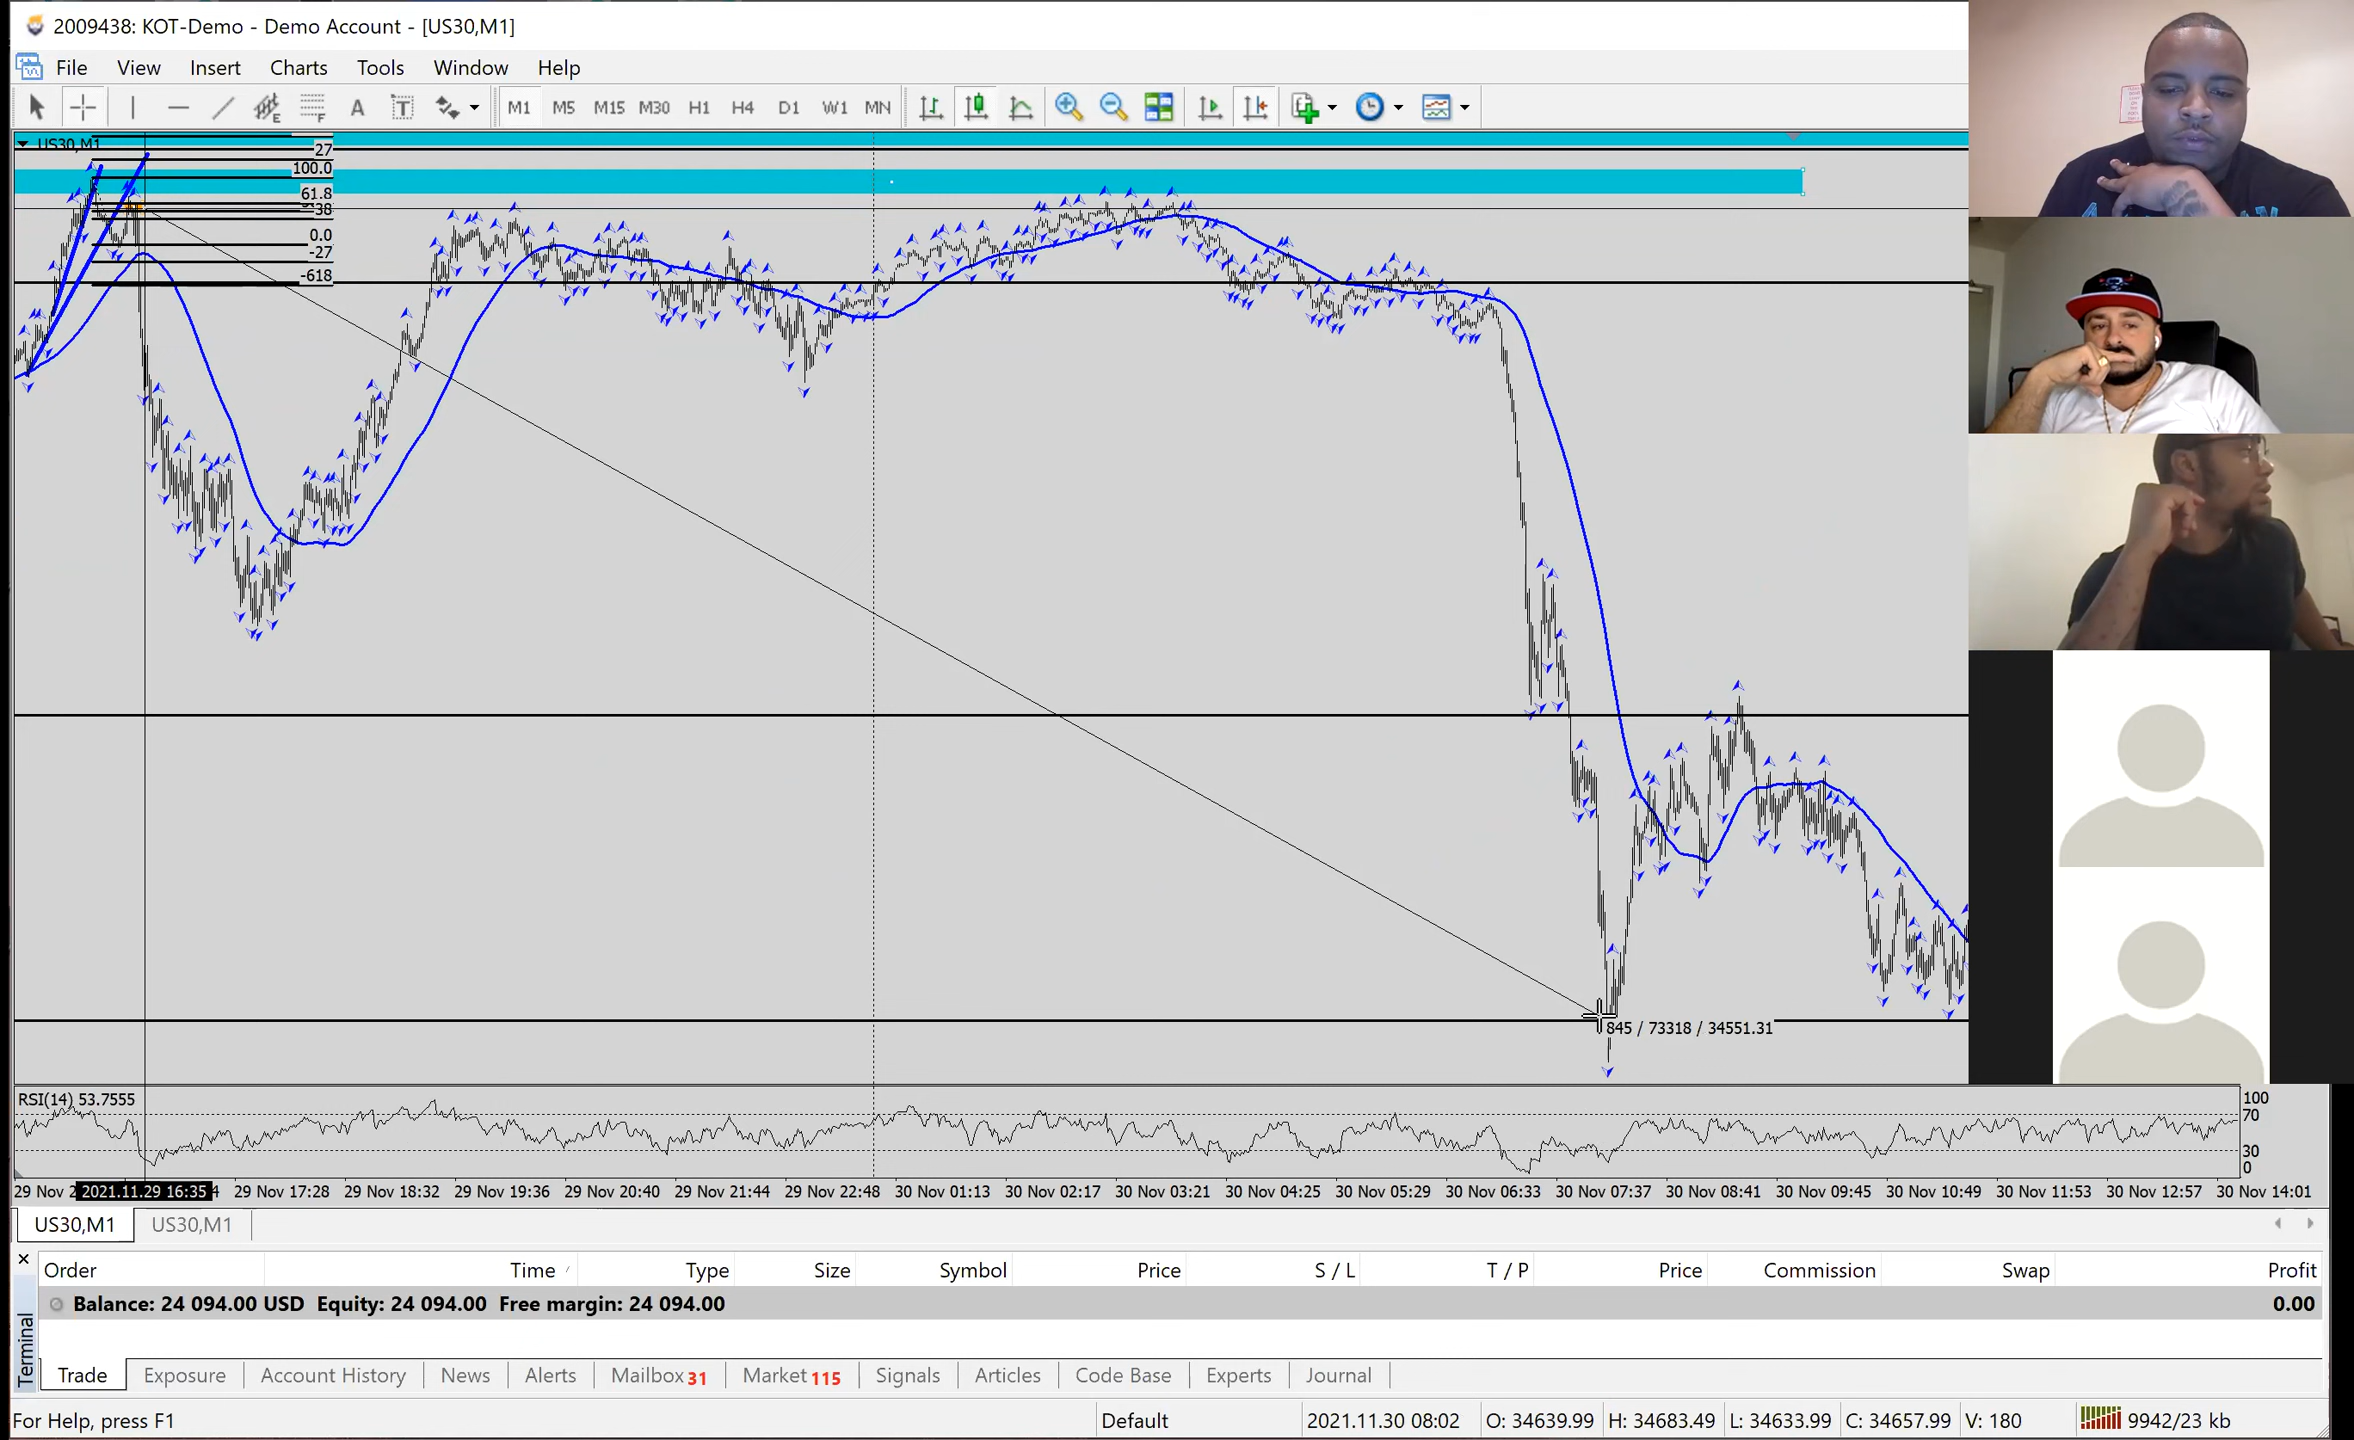 2009438: KOT-Demo - Demo Account - [US30,M1]
File View Insert Charts Tools Window Help
A T M1 M5 M15 M30 H1 H4 D1 W1 MN
US30,M1
27
100.0
61.8
38
0.0
-27
-618
845 / 73318 / 34551.31
RSI(14) 53.7555
100
70
30
0
29 Nov 2 2021.11.29 16:35 4 29 Nov 17:28 29 Nov 18:32 29 Nov 19:36 29 Nov 20:40 29 Nov 21:44 29 Nov 22:48 30 Nov 01:13 30 Nov 02:17 30 Nov 03:21 30 Nov 04:25 30 Nov 05:29 30 Nov 06:33 30 Nov 07:37 30 Nov 08:41 30 Nov 09:45 30 Nov 10:49 30 Nov 11:53 30 Nov 12:57 30 Nov 14:01
US30,M1 US30,M1
Order Time Type Size Symbol Price S / L T / P Price Commission Swap Profit
Balance: 24 094.00 USD Equity: 24 094.00 Free margin: 24 094.00 0.00
Terminal
Trade Exposure Account History News Alerts Mailbox 31 Market 115 Signals Articles Code Base Experts Journal
For Help, press F1 Default 2021.11.30 08:02 O: 34639.99 H: 34683.49 L: 34633.99 C: 34657.99 V: 180 9942/23 kb